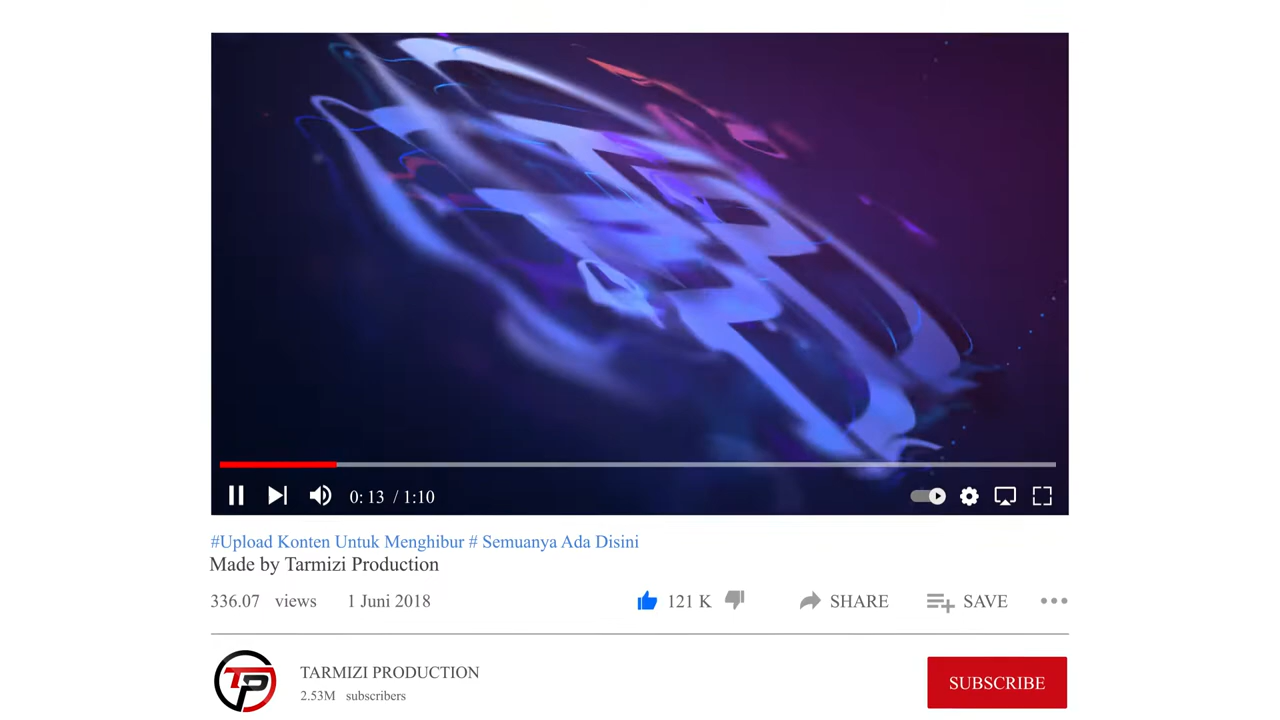 0: 13 / 1:10
#Upload Konten Untuk Menghibur # Semuanya Ada Disini
Made by Tarmizi Production
336.07 views 1 Juni 2018 121 K SHARE SAVE
TP
TARMIZI PRODUCTION
2.53M subscribers
SUBSCRIBE